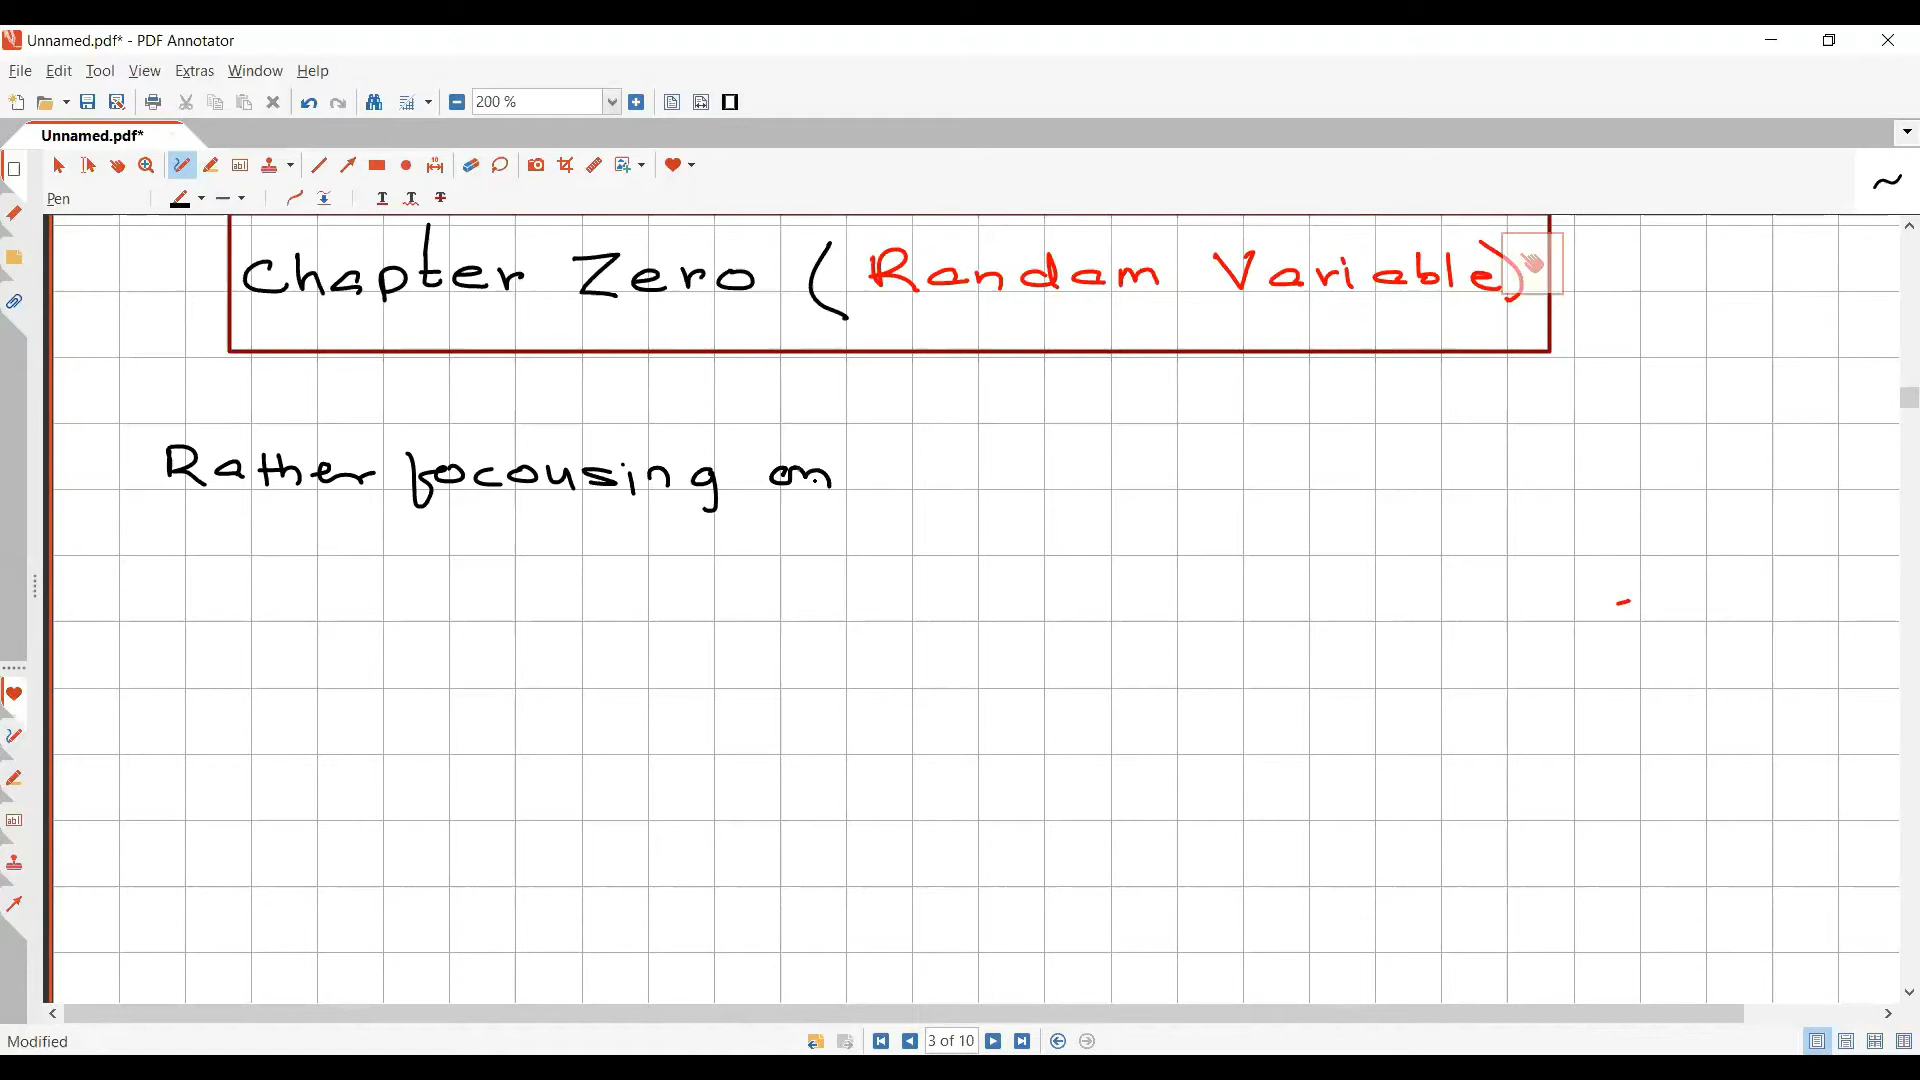 Unnamed.pdf* - PDF Annotator
File Edit Tool View Extras Window Help
200 %
Unnamed.pdf*
Pen
Chapter Zero (Randam Variable)
Rather focousing on
Modified
3 of 10